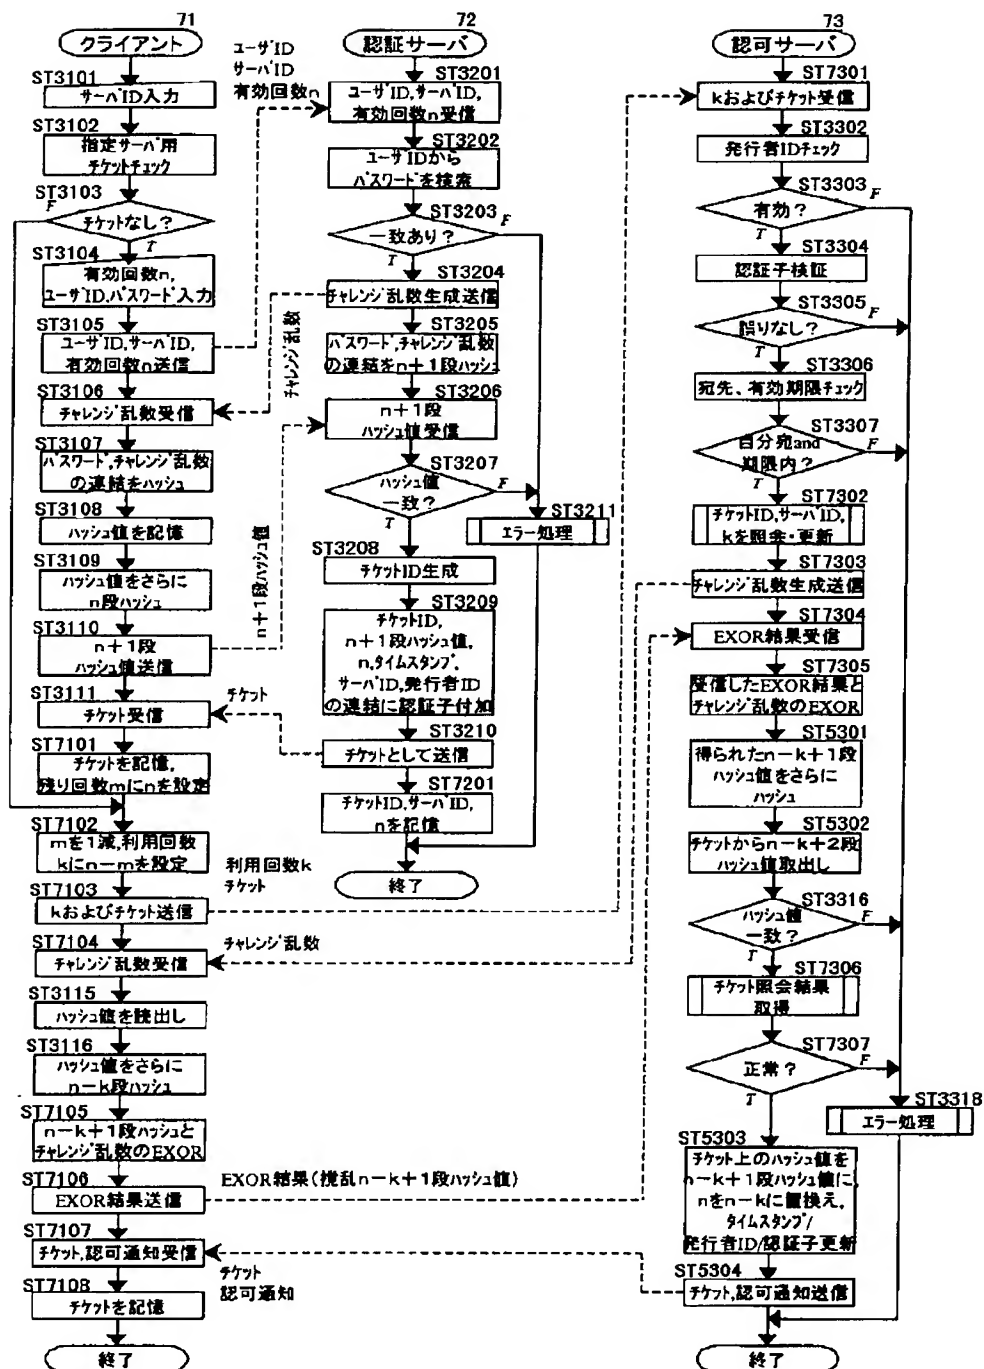 71
クライアント
ST3101
サーバID入力
ST3102
指定サーバ用
チケットチェック
ST3103
F
チケットなし?
T
ST3104
有効回数n,
ユーザID,パスワード入力
ST3105
ユーザID,サーバID,
有効回数n送信
ST3106
チャレンジ乱数受信
ST3107
パスワード,チャレンジ乱数
の連結をハッシュ
ST3108
ハッシュ値を記憶
ST3109
ハッシュ値をさらに
n段ハッシュ
ST3110
n+1段
ハッシュ値送信
ST3111
チケット受信
ST7101
チケットを記憶,
残り回数mにnを設定
ST7102
mを1減,利用回数
kにn-mを設定
ST7103
kおよびチケット送信
ST7104
チャレンジ乱数受信
ST3115
ハッシュ値を読出し
ST3116
ハッシュ値をさらに
n-k段ハッシュ
ST7105
n-k+1段ハッシュと
チャレンジ乱数のEXOR
ST7106
EXOR結果送信
ST7107
チケット,認可通知受信
ST7108
チケットを記憶
終了
ユーザID
サーバID
有効回数n
チャレンジ乱数
n+1段ハッシュ値
チケット
利用回数k
チケット
チャレンジ乱数
EXOR結果(撹乱n-k+1段ハッシュ値)
チケット
認可通知
72
認証サーバ
ST3201
ユーザID,サーバID,
有効回数n受信
ST3202
ユーザIDから
パスワードを検索
ST3203
一致あり?
F
T
ST3204
チャレンジ乱数生成送信
ST3205
パスワード,チャレンジ乱数
の連結をn+1段ハッシュ
ST3206
n+1段
ハッシュ値受信
ST3207
ハッシュ値
一致?
F
T
ST3211
エラー処理
ST3208
チケットID生成
ST3209
チケットID,
n+1段ハッシュ値,
n,タイムスタンプ,
サーバID,発行者ID
の連結に認証子付加
ST3210
チケットとして送信
ST7201
チケットID,サーバID,
nを記憶
終了
73
認可サーバ
ST7301
kおよびチケット受信
ST3302
発行者IDチェック
ST3303
有効?
F
T
ST3304
認証子検証
ST3305
誤りなし?
F
T
ST3306
宛先、有効期限チェック
ST3307
自分宛and
期限内?
F
T
ST7302
チケットID,サーバID,
kを照会・更新
ST7303
チャレンジ乱数生成送信
ST7304
EXOR結果受信
ST7305
受信したEXOR結果と
チャレンジ乱数のEXOR
ST5301
得られたn-k+1段
ハッシュ値をさらに
ハッシュ
ST5302
チケットからn-k+2段
ハッシュ値取出し
ST3316
ハッシュ値
一致?
F
T
ST7306
チケット照会結果
取得
ST7307
正常?
F
T
ST3318
エラー処理
ST5303
チケット上のハッシュ値を
n-k+1段ハッシュ値に,
nをn-kに置換え,
タイムスタンプ/
発行者ID/認証子更新
ST5304
チケット,認可通知送信
終了